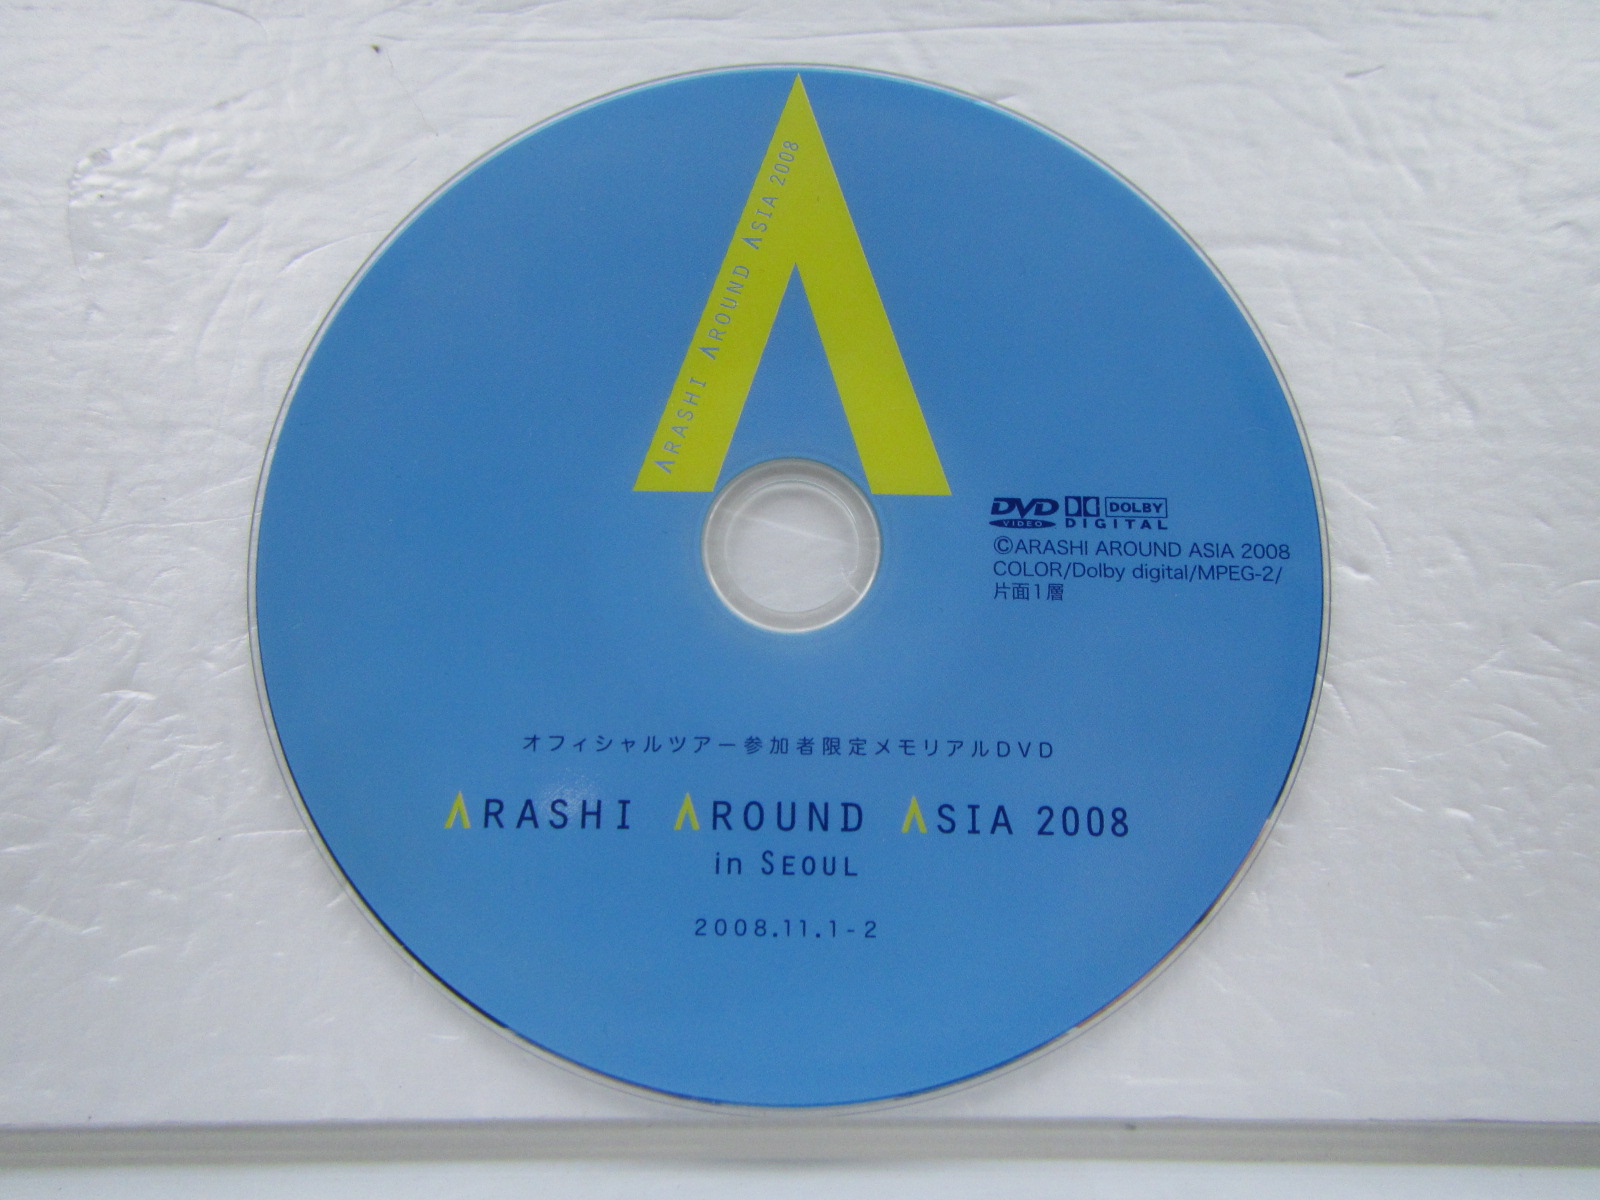 ARASHI AROUND ASIA 2008
DVD VIDEO DOLBY DIGITAL
©ARASHI AROUND ASIA 2008
COLOR/Dolby digital/MPEG-2/
片面1層
オフィシャルツアー参加者限定メモリアルDVD
ARASHI AROUND ASIA 2008
in SEOUL
2008.11.1-2